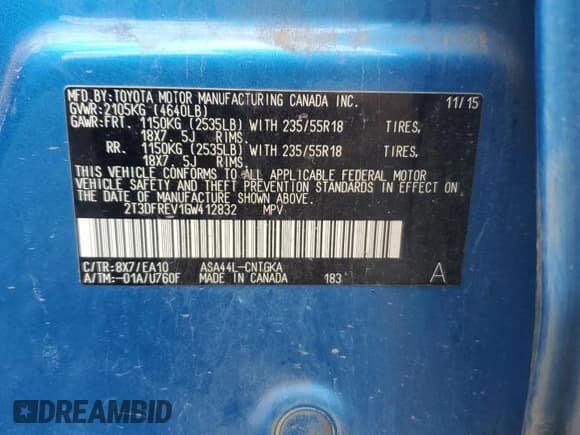 MFD.BY:TOYOTA MOTOR MANUFACTURING CANADA INC. 11/15
GVWR:2105KG (4640LB)
GAWR:FRT. 1150KG (2535LB) WITH 235/55R18 TIRES,
18X7. 5J RIMS.
RR. 1150KG (2535LB) WITH 235/55R18 TIRES,
18X7. 5J RIMS.
THIS VEHICLE CONFORMS TO ALL APPLICABLE FEDERAL MOTOR
VEHICLE SAFETY AND THEFT PREVENTION STANDARDS IN EFFECT ON
THE DATE OF MANUFACTURE SHOWN ABOVE.
2T3DFREV1GW412832 MPV
C/TR:8X7/EA10 ASA44L-CNTGKA
A/TM:-01A/U760F MADE IN CANADA 183 A
DREAMBID